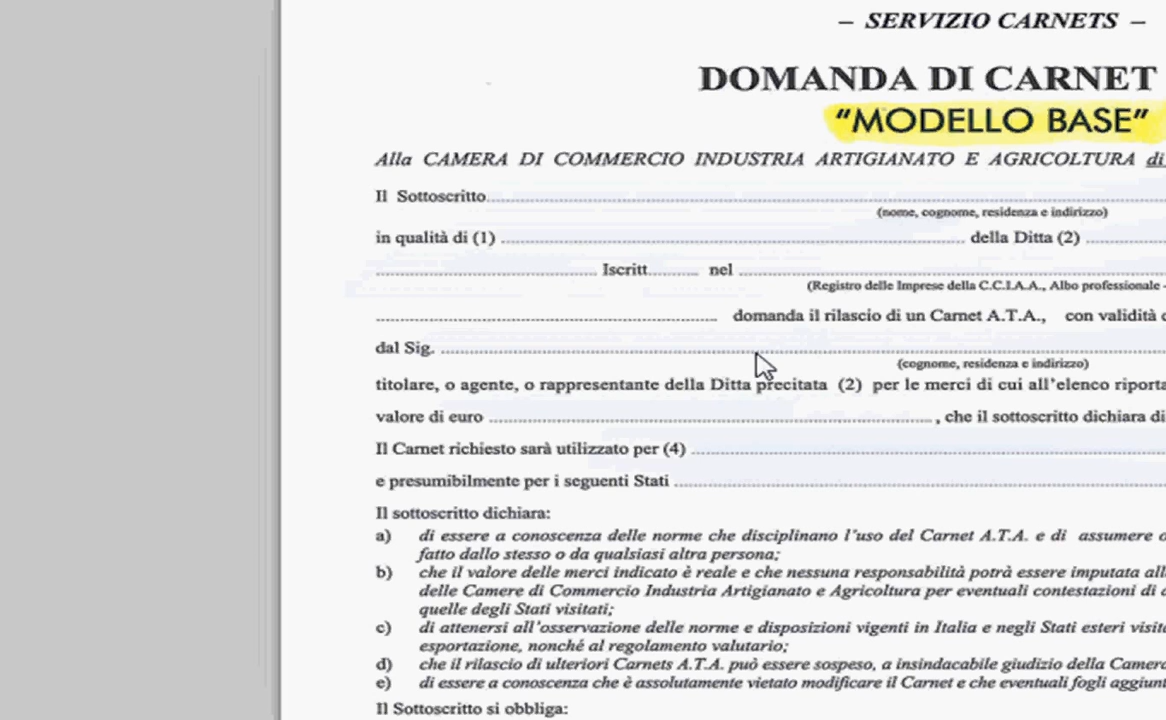 – SERVIZIO CARNETS –
DOMANDA DI CARNET
“MODELLO BASE”
Alla CAMERA DI COMMERCIO INDUSTRIA ARTIGIANATO E AGRICOLTURA di
Il Sottoscritto
(nome, cognome, residenza e indirizzo)
in qualità di (1) della Ditta (2)
Iscritt nel
(Registro delle Imprese della C.C.I.A.A., Albo professionale -
domanda il rilascio di un Carnet A.T.A., con validità
dal Sig.
(cognome, residenza e indirizzo)
titolare, o agente, o rappresentante della Ditta precitata (2) per le merci di cui all'elenco riporta
valore di euro , che il sottoscritto dichiara di
Il Carnet richiesto sarà utilizzato per (4)
e presumibilmente per i seguenti Stati
Il sottoscritto dichiara:
a) di essere a conoscenza delle norme che disciplinano l'uso del Carnet A.T.A. e di assumere
fatto dallo stesso o da qualsiasi altra persona;
b) che il valore delle merci indicato è reale e che nessuna responsabilità potrà essere imputata all
delle Camere di Commercio Industria Artigianato e Agricoltura per eventuali contestazioni di
quelle degli Stati visitati;
c) di attenersi all'osservazione delle norme e disposizioni vigenti in Italia e negli Stati esteri visit
esportazione, nonché al regolamento valutario;
d) che il rilascio di ulteriori Carnets A.T.A. può essere sospeso, a insindacabile giudizio della Camer
e) di essere a conoscenza che è assolutamente vietato modificare il Carnet e che eventuali fogli aggiun
Il Sottoscritto si obbliga: